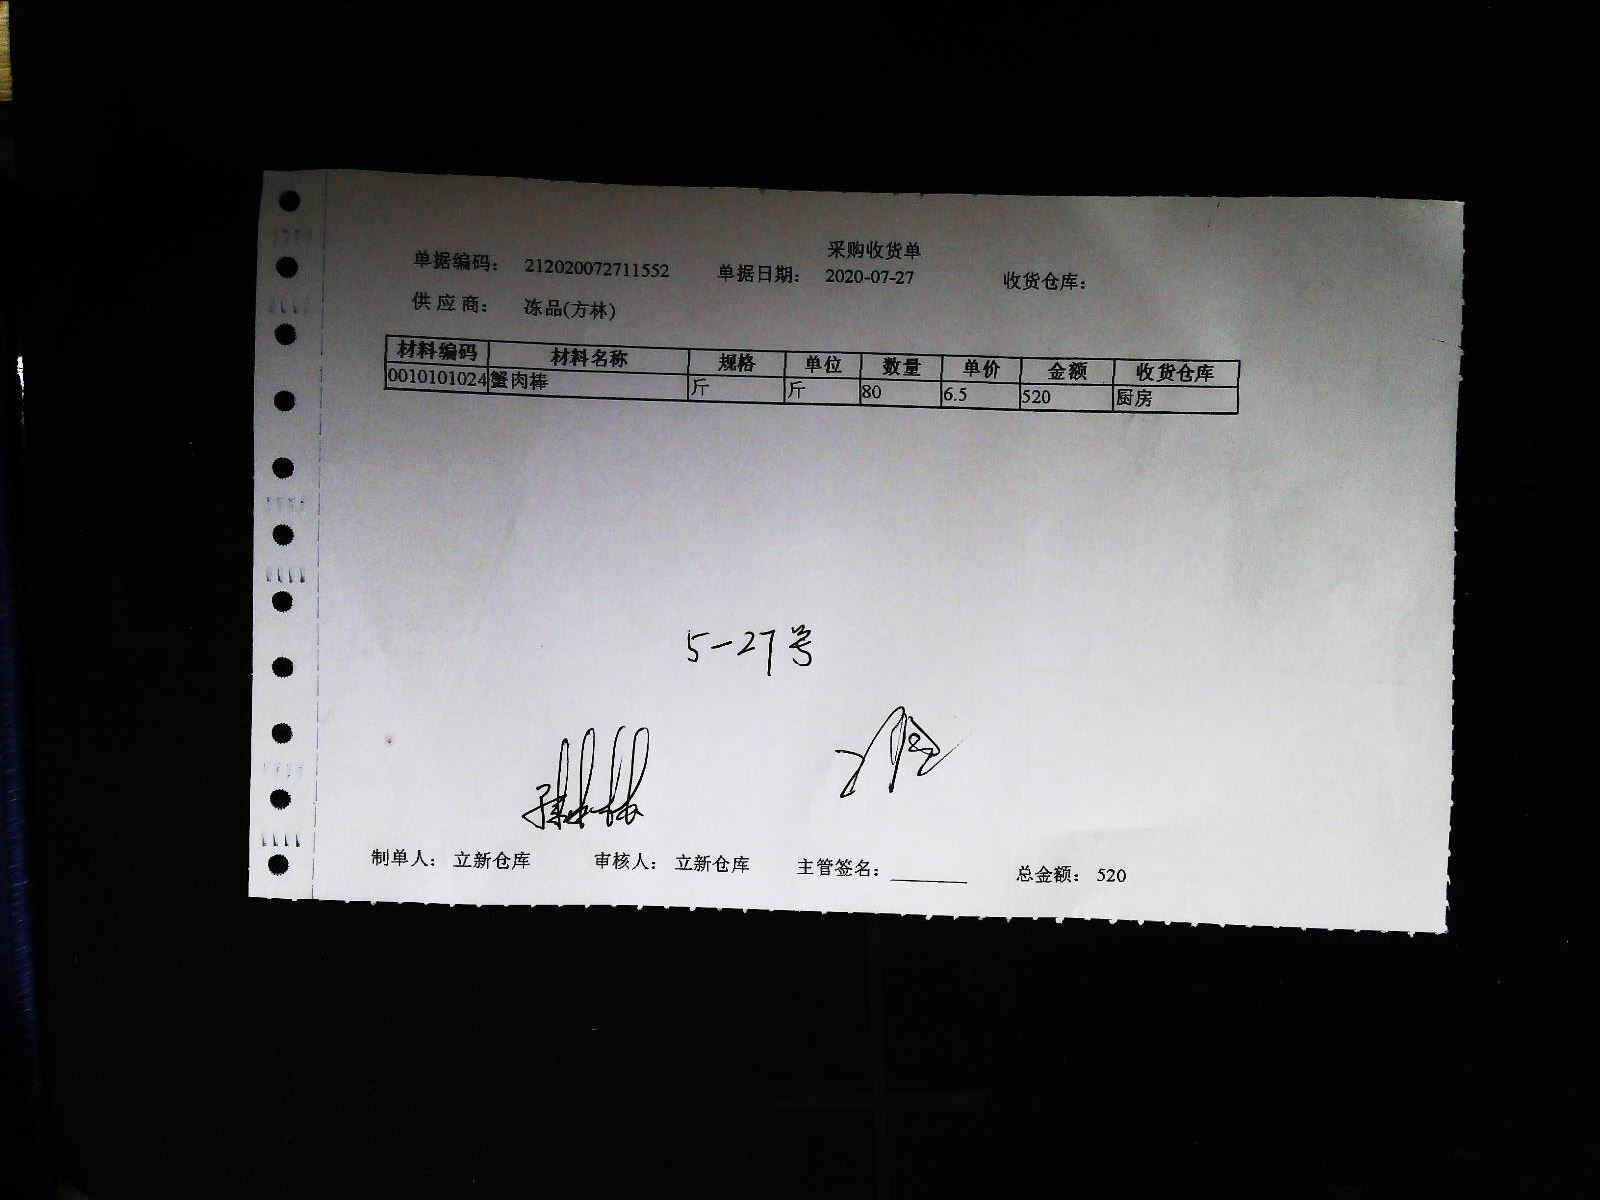 采购收货单
单据编码： 212020072711552 单据日期： 2020-07-27 收货仓库：
供 应 商： 冻品(方林)
材料编码 材料名称 规格 单位 数量 单价 金额 收货仓库
0010101024 蟹肉棒 斤 斤 80 6.5 520 厨房
5-27号
制单人： 立新仓库 审核人： 立新仓库 主管签名： 总金额： 520